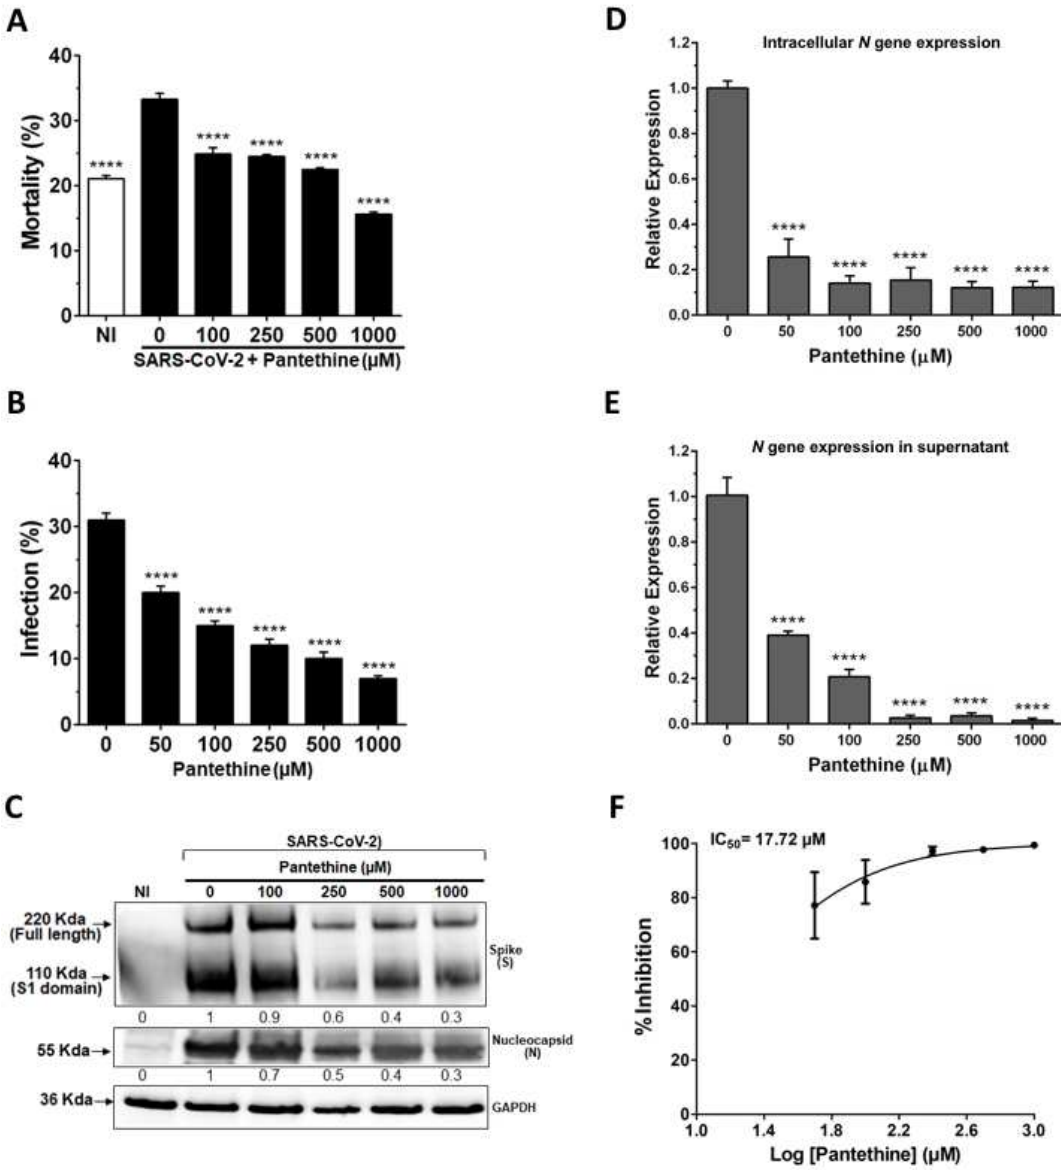 A
40
30
20
10
0
Mortality (%)
****
****
****
****
****
NI
0 100 250 500 1000
SARS-CoV-2 + Pantethine (µM)
B
40
30
20
10
0
Infection (%)
****
****
****
****
****
0 50 100 250 500 1000
Pantethine (µM)
C
SARS-CoV-2)
Pantethine (µM)
NI 0 100 250 500 1000
220 Kda
(Full length)
110 Kda
(S1 domain)
Spike
(S)
0 1 0.9 0.6 0.4 0.3
55 Kda
Nucleocapsid
(N)
0 1 0.7 0.5 0.4 0.3
36 Kda
GAPDH
D
Intracellular N gene expression
1.2
1.0
0.8
0.6
0.4
0.2
0.0
Relative Expression
****
****
****
****
****
0 50 100 250 500 1000
Pantethine (µM)
E
N gene expression in supernatant
1.2
1.0
0.8
0.6
0.4
0.2
0.0
Relative Expression
****
****
****
****
****
0 50 100 250 500 1000
Pantethine (µM)
F
IC50= 17.72 µM
100
80
60
40
20
0
% Inhibition
1.0 1.4 1.8 2.2 2.6 3.0
Log [Pantethine] (µM)